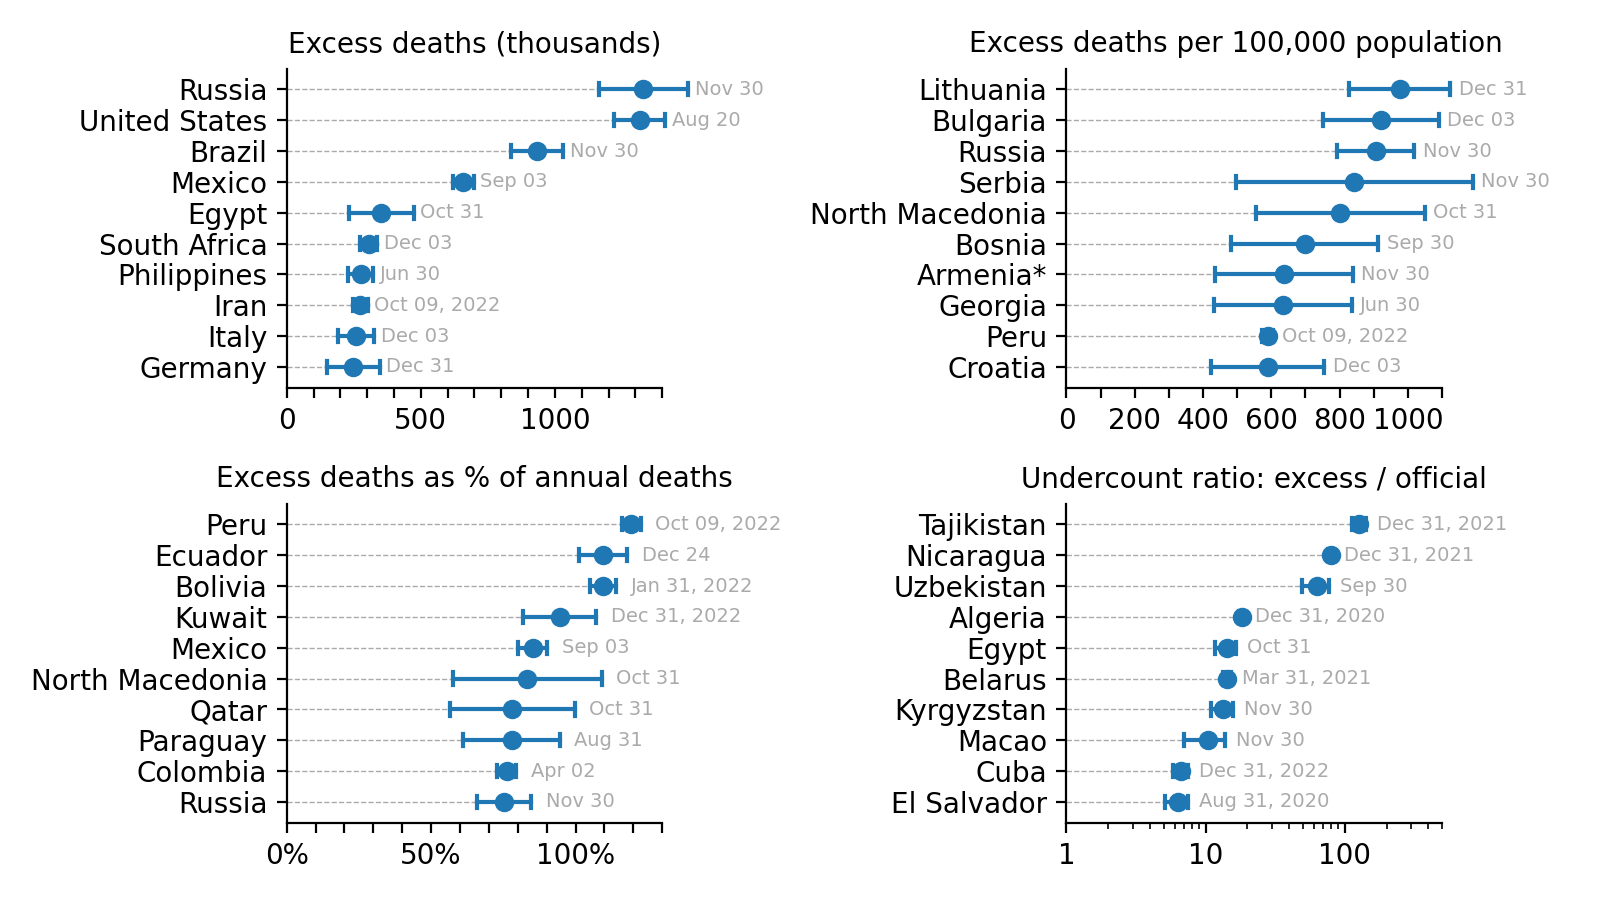 Excess deaths (thousands)
Russia Nov 30
United States Aug 20
Brazil Nov 30
Mexico Sep 03
Egypt Oct 31
South Africa Dec 03
Philippines Jun 30
Iran Oct 09, 2022
Italy Dec 03
Germany Dec 31
0 500 1000
Excess deaths per 100,000 population
Lithuania Dec 31
Bulgaria Dec 03
Russia Nov 30
Serbia Nov 30
North Macedonia Oct 31
Bosnia Sep 30
Armenia* Nov 30
Georgia Jun 30
Peru Oct 09, 2022
Croatia Dec 03
0 200 400 600 800 1000
Excess deaths as % of annual deaths
Peru Oct 09, 2022
Ecuador Dec 24
Bolivia Jan 31, 2022
Kuwait Dec 31, 2022
Mexico Sep 03
North Macedonia Oct 31
Qatar Oct 31
Paraguay Aug 31
Colombia Apr 02
Russia Nov 30
0% 50% 100%
Undercount ratio: excess / official
Tajikistan Dec 31, 2021
Nicaragua Dec 31, 2021
Uzbekistan Sep 30
Algeria Dec 31, 2020
Egypt Oct 31
Belarus Mar 31, 2021
Kyrgyzstan Nov 30
Macao Nov 30
Cuba Dec 31, 2022
El Salvador Aug 31, 2020
1 10 100